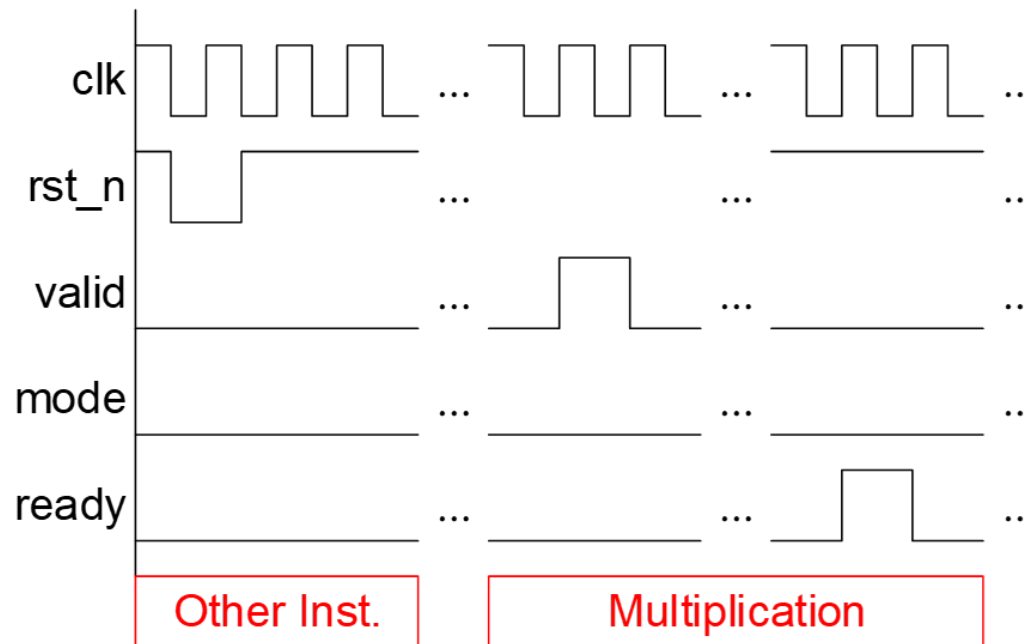 clk ... ... ..
rst_n ... ... ..
valid ... ... ..
mode ... ... ..
ready ... ... ..
Other Inst. Multiplication